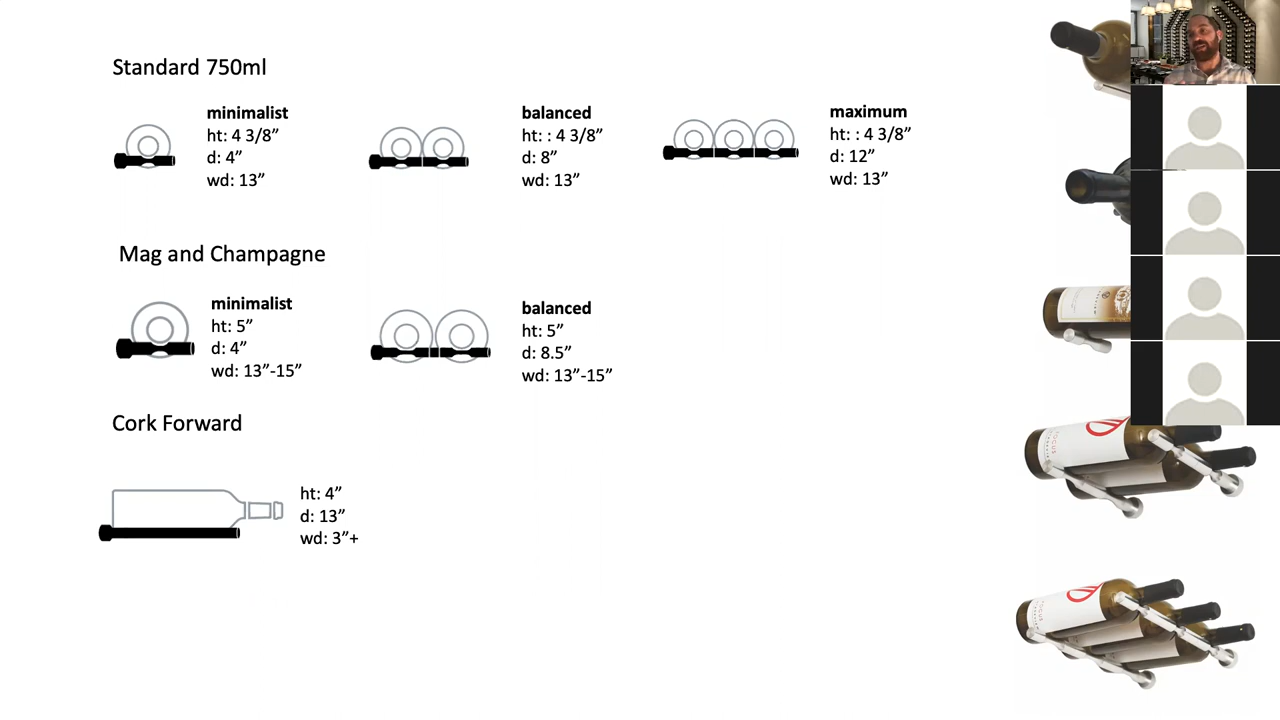 Standard 750ml
minimalist
ht: 4 3/8”
d: 4”
wd: 13”
balanced
ht: : 4 3/8”
d: 8”
wd: 13”
maximum
ht: : 4 3/8”
d: 12”
wd: 13”
Mag and Champagne
minimalist
ht: 5”
d: 4”
wd: 13”-15”
balanced
ht: 5”
d: 8.5”
wd: 13”-15”
Cork Forward
ht: 4”
d: 13”
wd: 3”+